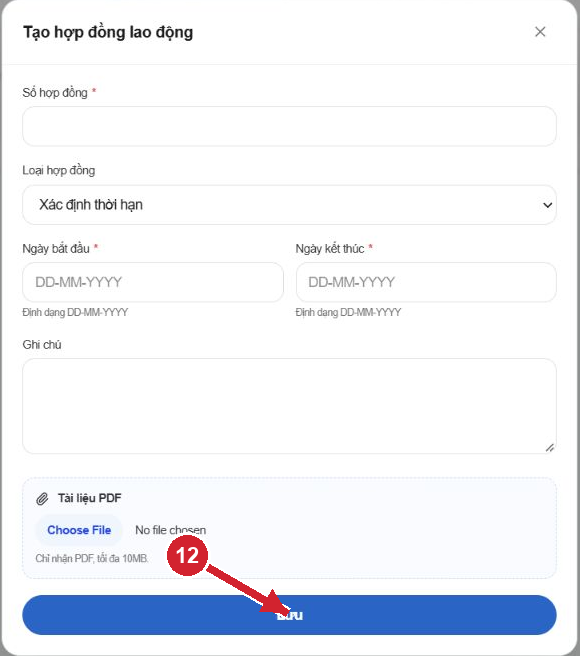 Tạo hợp đồng lao động
Số hợp đồng *
Loại hợp đồng
Xác định thời hạn
Ngày bắt đầu * Ngày kết thúc *
DD-MM-YYYY DD-MM-YYYY
Định dạng DD-MM-YYYY Định dạng DD-MM-YYYY
Ghi chú
Tài liệu PDF
Choose File No file chosen
Chỉ nhận PDF, tối đa 10MB.
12
Lưu